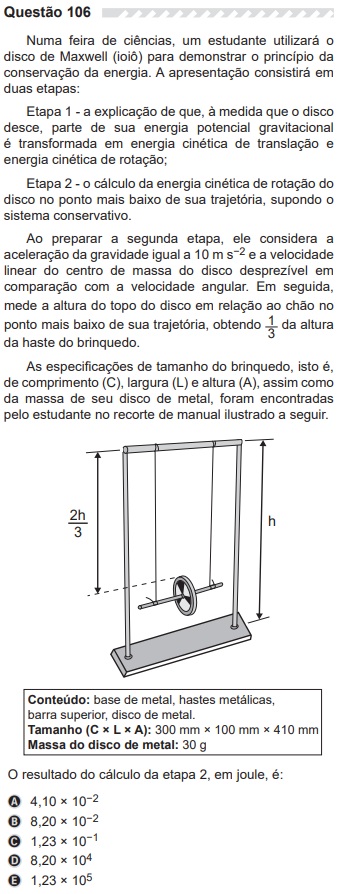 Questão 106
Numa feira de ciências, um estudante utilizará o
disco de Maxwell (ioiô) para demonstrar o princípio da
conservação da energia. A apresentação consistirá em
duas etapas:
Etapa 1 - a explicação de que, à medida que o disco
desce, parte de sua energia potencial gravitacional
é transformada em energia cinética de translação e
energia cinética de rotação;
Etapa 2 - o cálculo da energia cinética de rotação do
disco no ponto mais baixo de sua trajetória, supondo o
sistema conservativo.
Ao preparar a segunda etapa, ele considera a
aceleração da gravidade igual a 10 m s⁻² e a velocidade
linear do centro de massa do disco desprezível em
comparação com a velocidade angular. Em seguida,
mede a altura do topo do disco em relação ao chão no
ponto mais baixo de sua trajetória, obtendo 1/3 da altura
da haste do brinquedo.
As especificações de tamanho do brinquedo, isto é,
de comprimento (C), largura (L) e altura (A), assim como
da massa de seu disco de metal, foram encontradas
pelo estudante no recorte de manual ilustrado a seguir.
2h/3
h
Conteúdo: base de metal, hastes metálicas,
barra superior, disco de metal.
Tamanho (C × L × A): 300 mm × 100 mm × 410 mm
Massa do disco de metal: 30 g
O resultado do cálculo da etapa 2, em joule, é:
A 4,10 × 10⁻²
B 8,20 × 10⁻²
C 1,23 × 10⁻¹
D 8,20 × 10⁴
E 1,23 × 10⁵